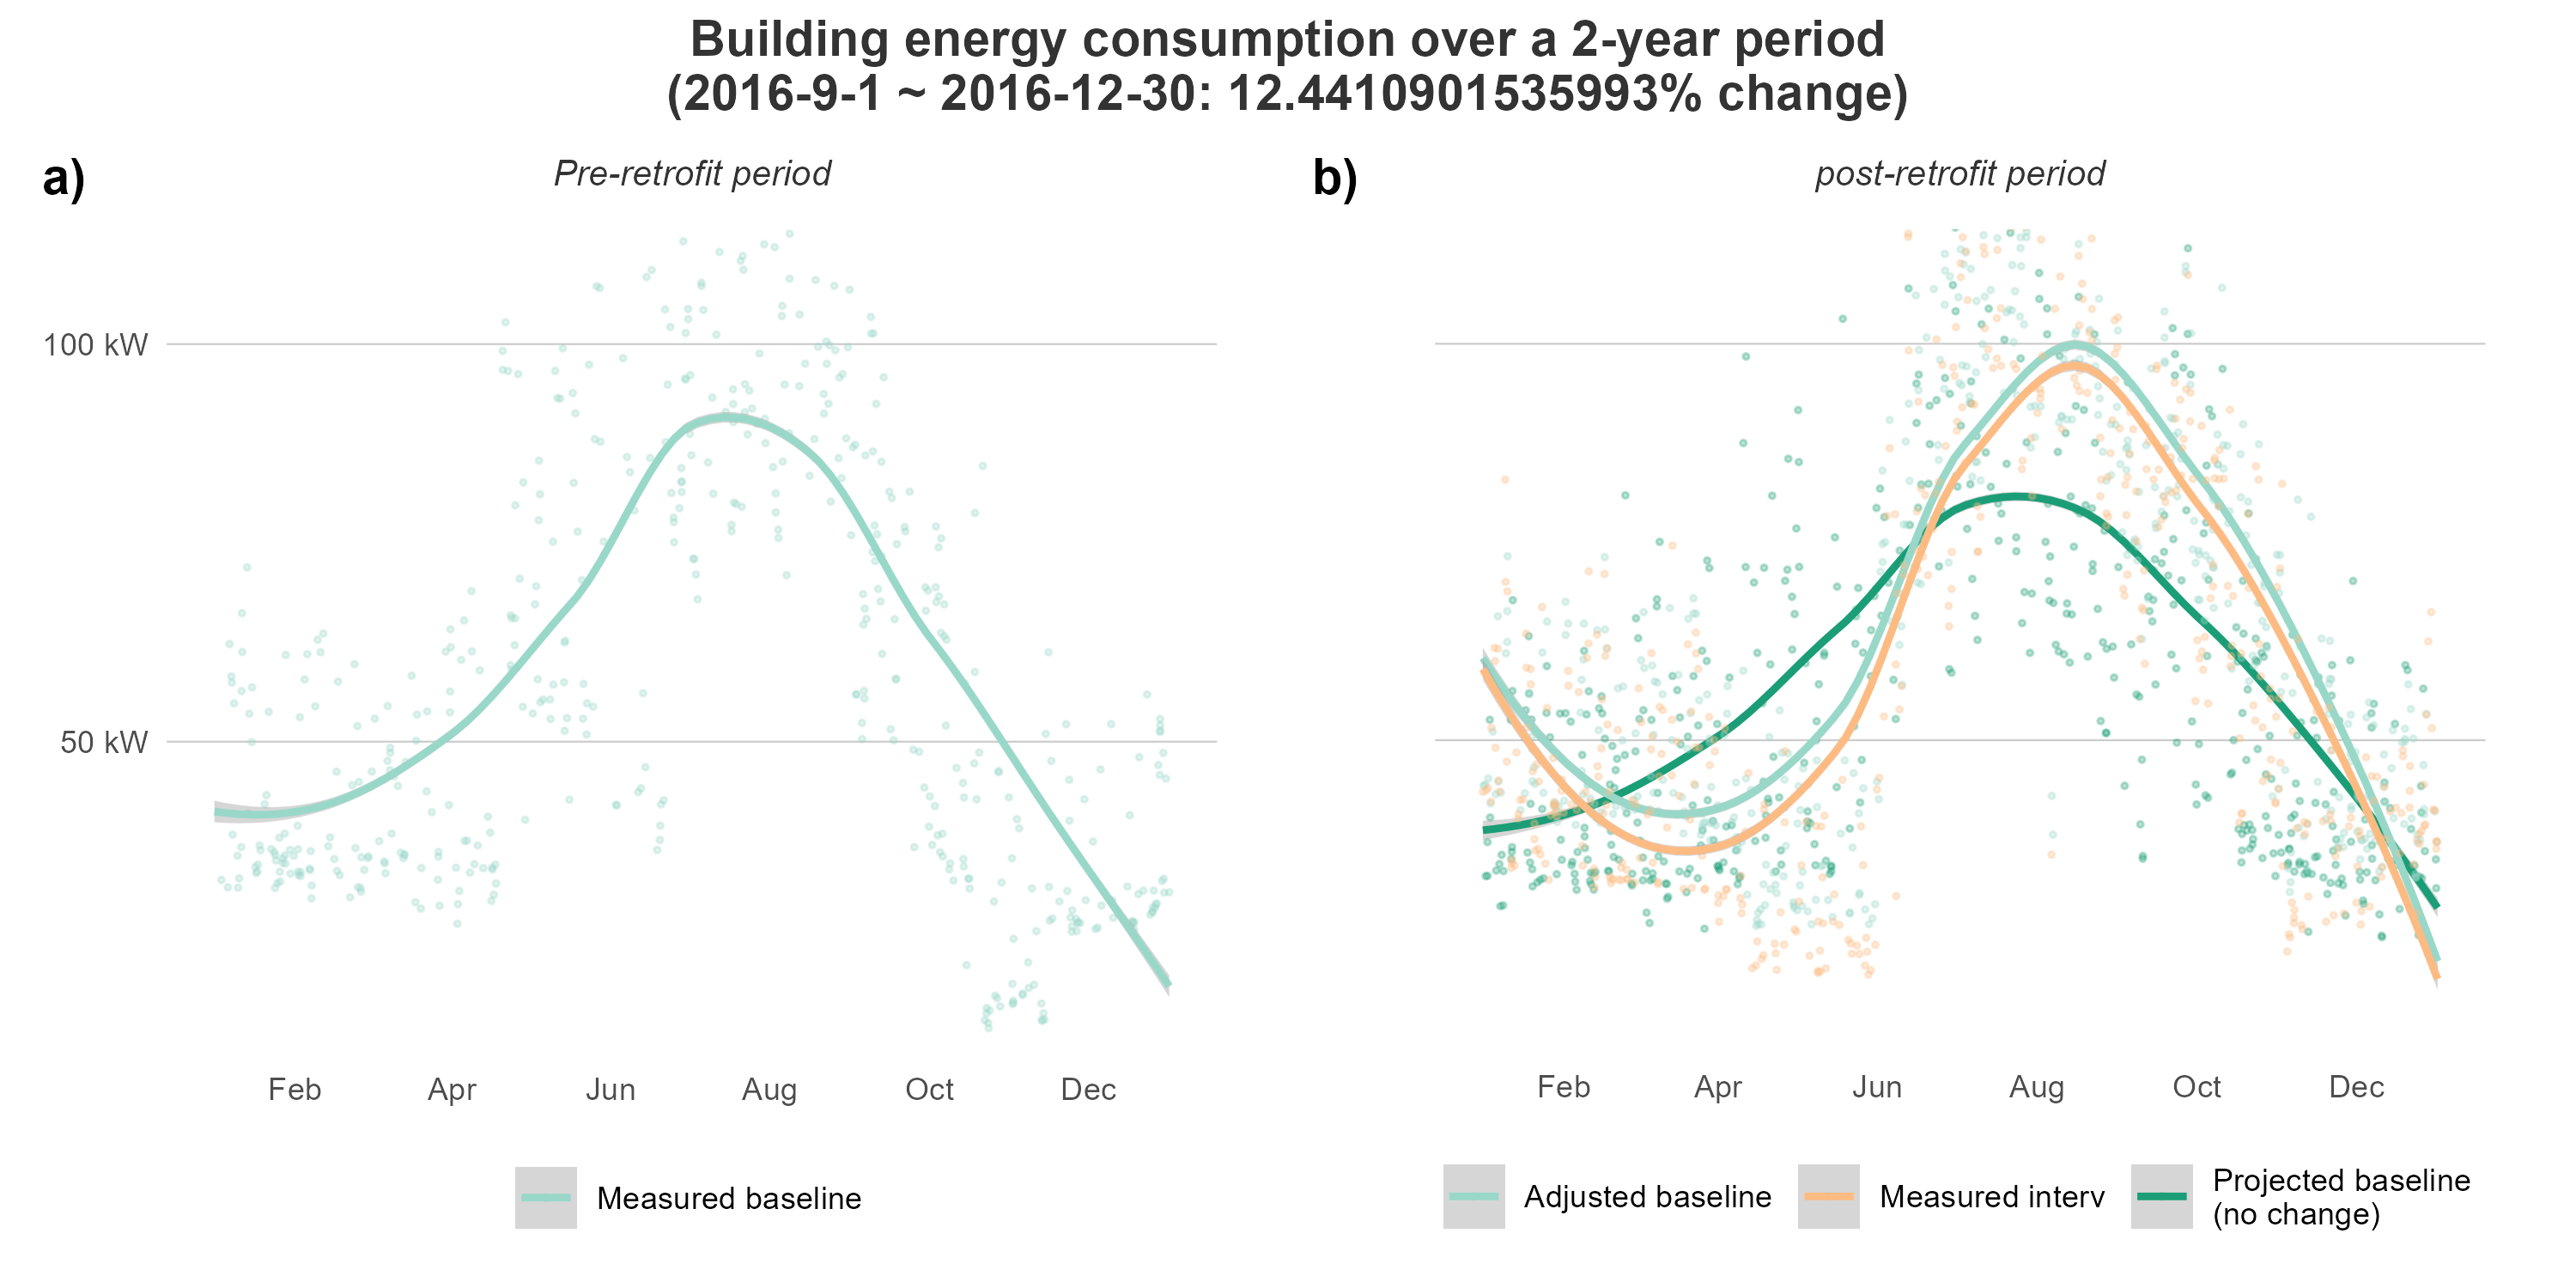 Building energy consumption over a 2-year period
(2016-9-1 ~ 2016-12-30: 12.4410901535993% change)
a)
Pre-retrofit period
100 kW
50 kW
Feb Apr Jun Aug Oct Dec
Measured baseline
b)
post-retrofit period
Feb Apr Jun Aug Oct Dec
Adjusted baseline
Measured interv
Projected baseline
(no change)